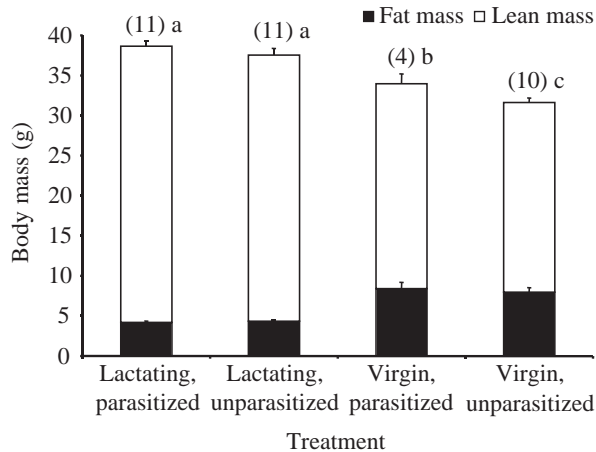 ■ Fat mass □ Lean mass
40
35
30
25
20
15
10
5
0
Body mass (g)
(11) a
(11) a
(4) b
(10) c
Lactating,
parasitized
Lactating,
unparasitized
Virgin,
parasitized
Virgin,
unparasitized
Treatment